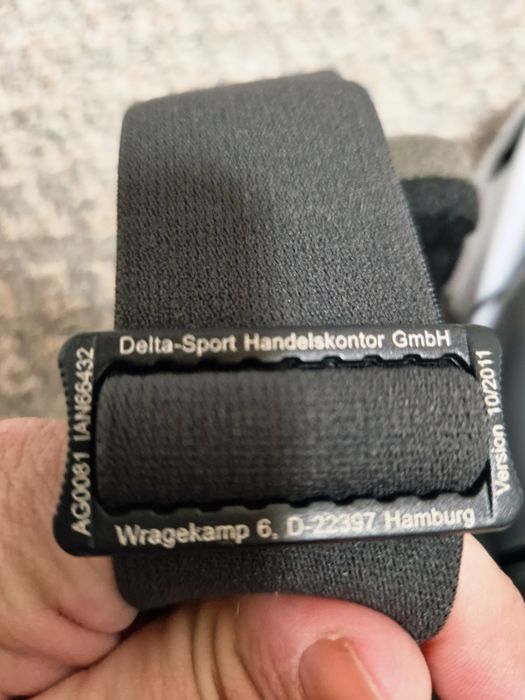 Delta-Sport Handelskontor GmbH
AG0081 IAN66432
Version 10/2011
Wragekamp 6, D-22397 Hamburg